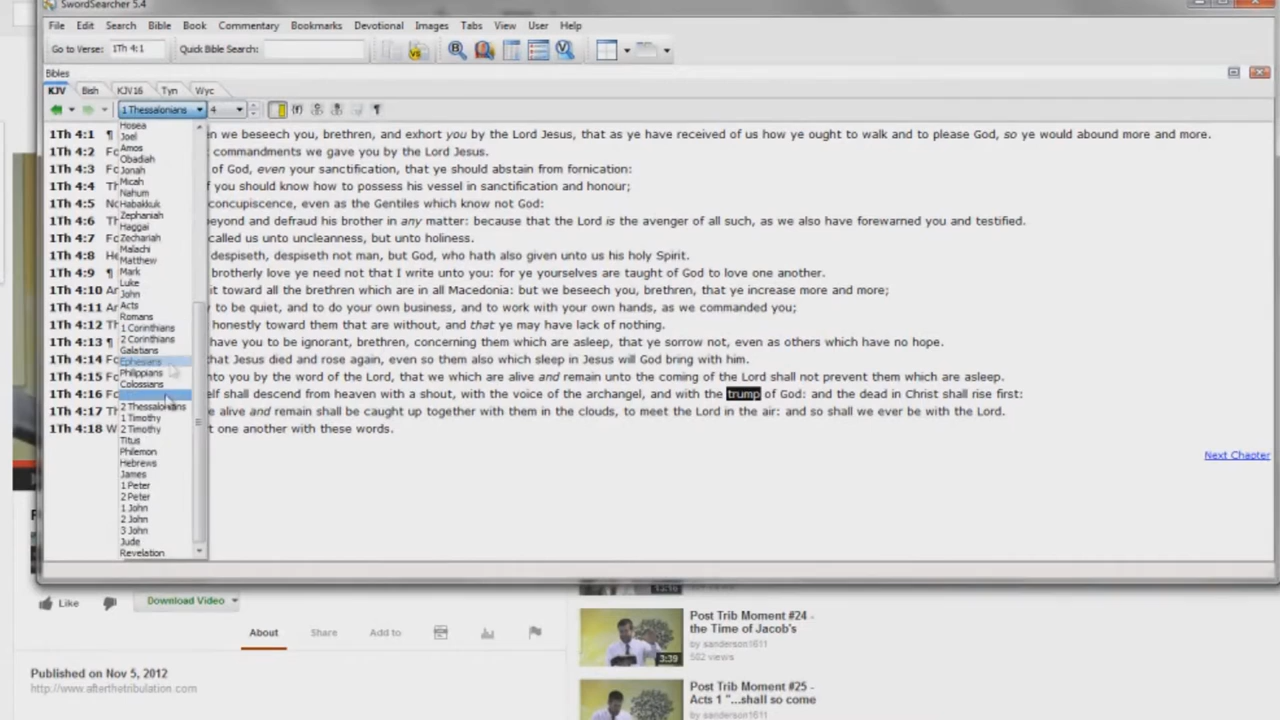 SwordSearcher 5.4
File Edit Search Bible Book Commentary Bookmarks Devotional Images Tabs View User Help
Go to Verse: 1Th 4:1 Quick Bible Search:
Bibles
KJV Bish KJV16 Tyn Wyc
1 Thessalonians 4
Hosea
Joel
Amos
Obadiah
Jonah
Micah
Nahum
Habakkuk
Zephaniah
Haggai
Zechariah
Malachi
Matthew
Mark
Luke
John
Acts
Romans
1 Corinthians
2 Corinthians
Galatians
Ephesians
Philippians
Colossians
2 Thessalonians
1 Timothy
2 Timothy
Titus
Philemon
Hebrews
James
1 Peter
2 Peter
1 John
2 John
3 John
Jude
Revelation
1Th 4:1 ¶ n we beseech you, brethren, and exhort you by the Lord Jesus, that as ye have received of us how ye ought to walk and to please God, so ye would abound more and more.
1Th 4:2 Fo commandments we gave you by the Lord Jesus.
1Th 4:3 Fo of God, even your sanctification, that ye should abstain from fornication:
1Th 4:4 Th f you should know how to possess his vessel in sanctification and honour;
1Th 4:5 No concupiscence, even as the Gentiles which know not God:
1Th 4:6 Th beyond and defraud his brother in any matter: because that the Lord is the avenger of all such, as we also have forewarned you and testified.
1Th 4:7 Fo called us unto uncleanness, but unto holiness.
1Th 4:8 He despiseth, despiseth not man, but God, who hath also given unto us his holy Spirit.
1Th 4:9 ¶ brotherly love ye need not that I write unto you: for ye yourselves are taught of God to love one another.
1Th 4:10 An it toward all the brethren which are in all Macedonia: but we beseech you, brethren, that ye increase more and more;
1Th 4:11 An y to be quiet, and to do your own business, and to work with your own hands, as we commanded you;
1Th 4:12 Th honestly toward them that are without, and that ye may have lack of nothing.
1Th 4:13 ¶ have you to be ignorant, brethren, concerning them which are asleep, that ye sorrow not, even as others which have no hope.
1Th 4:14 Fo that Jesus died and rose again, even so them also which sleep in Jesus will God bring with him.
1Th 4:15 Fo nto you by the word of the Lord, that we which are alive and remain unto the coming of the Lord shall not prevent them which are asleep.
1Th 4:16 Fo elf shall descend from heaven with a shout, with the voice of the archangel, and with the trump of God: and the dead in Christ shall rise first:
1Th 4:17 Th e alive and remain shall be caught up together with them in the clouds, to meet the Lord in the air: and so shall we ever be with the Lord.
1Th 4:18 W t one another with these words.
Next Chapter
Like Download Video
About Share Add to
Published on Nov 5, 2012
http://www.afterthetribulation.com
Post Trib Moment #24 -
the Time of Jacob's
by sanderson1611
502 views
3:39
Post Trib Moment #25 -
Acts 1 "...shall so come
by sanderson1611